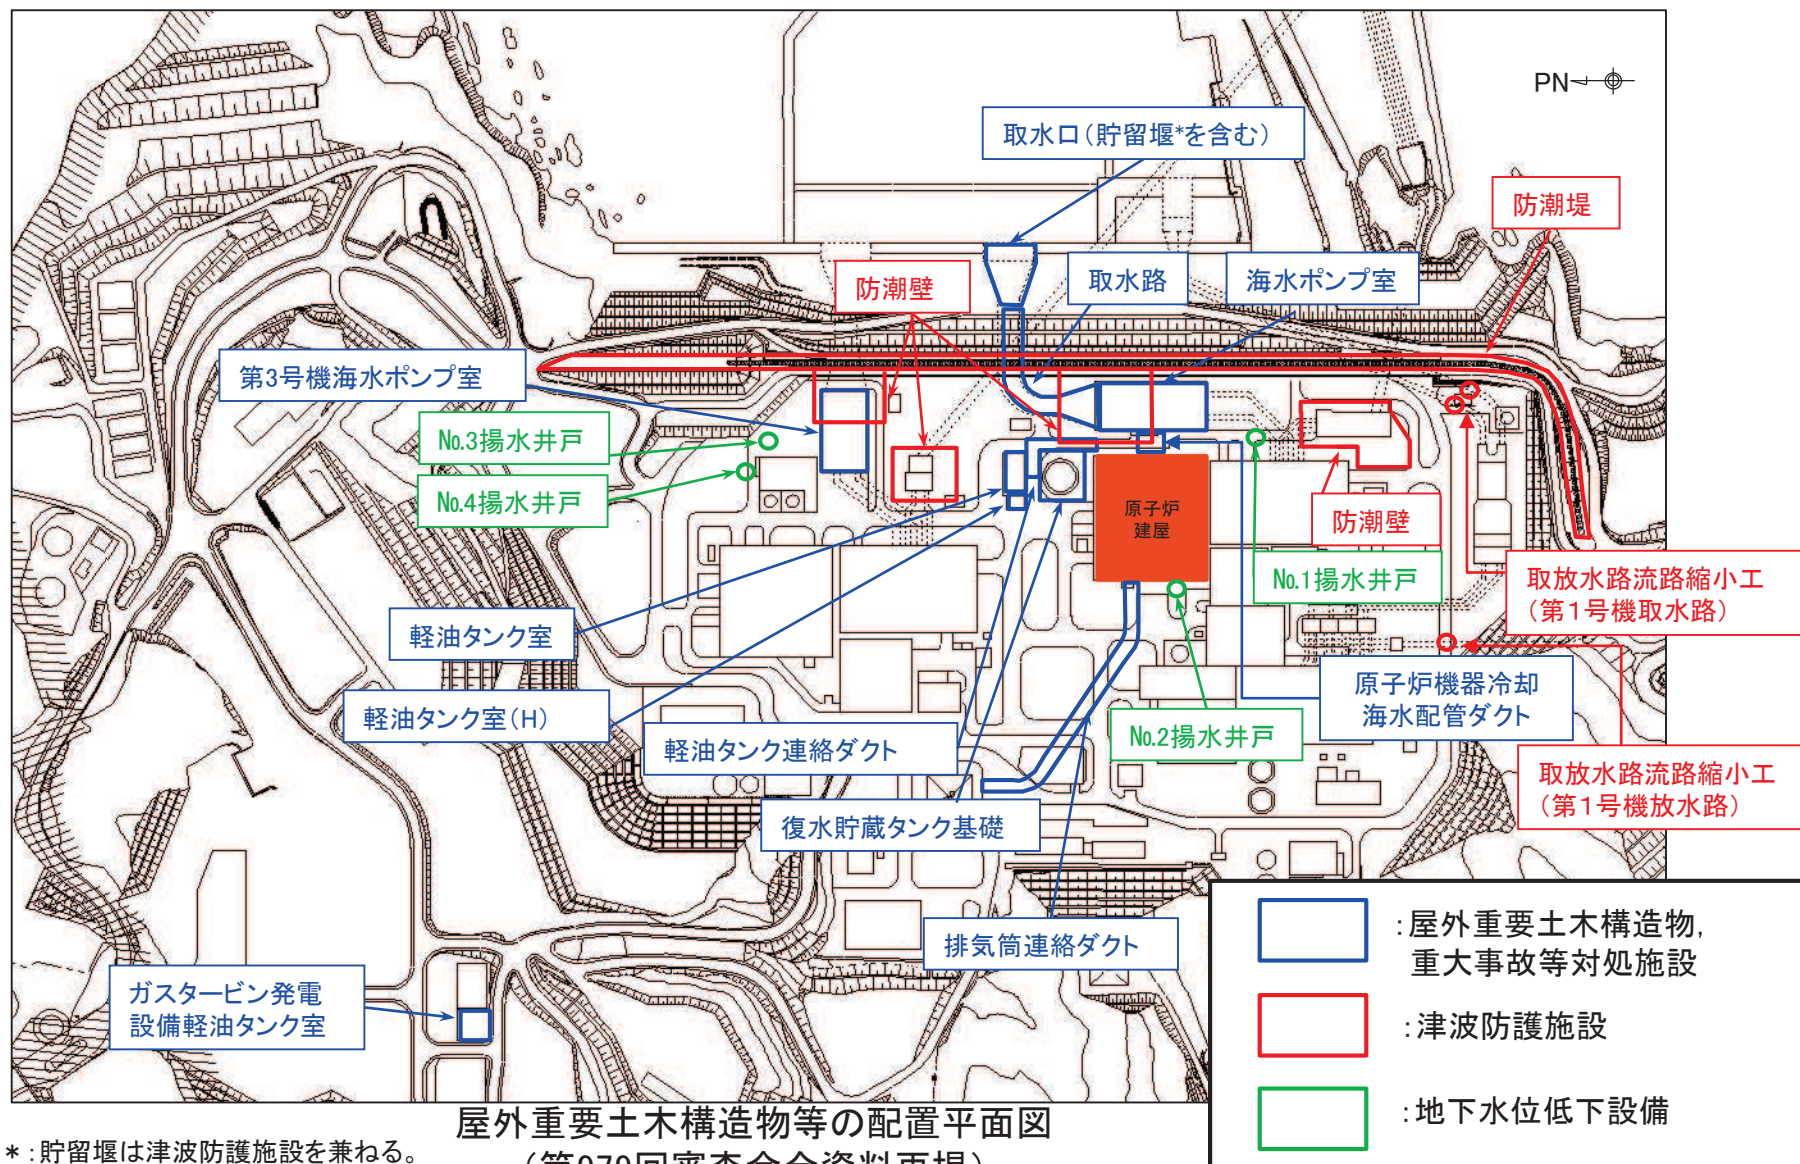 PN
取水口（貯留堰*を含む）
防潮堤
防潮壁
取水路
海水ポンプ室
第3号機海水ポンプ室
№3揚水井戸
№4揚水井戸
原子炉
建屋
防潮壁
№1揚水井戸
取放水路流路縮小工
（第1号機取水路）
軽油タンク室
原子炉機器冷却
海水配管ダクト
軽油タンク室（H）
軽油タンク連絡ダクト
№2揚水井戸
取放水路流路縮小工
（第1号機放水路）
復水貯蔵タンク基礎
排気筒連絡ダクト
ガスタービン発電
設備軽油タンク室
：屋外重要土木構造物，
重大事故等対処施設
：津波防護施設
：地下水位低下設備
屋外重要土木構造物等の配置平面図
*：貯留堰は津波防護施設を兼ねる。